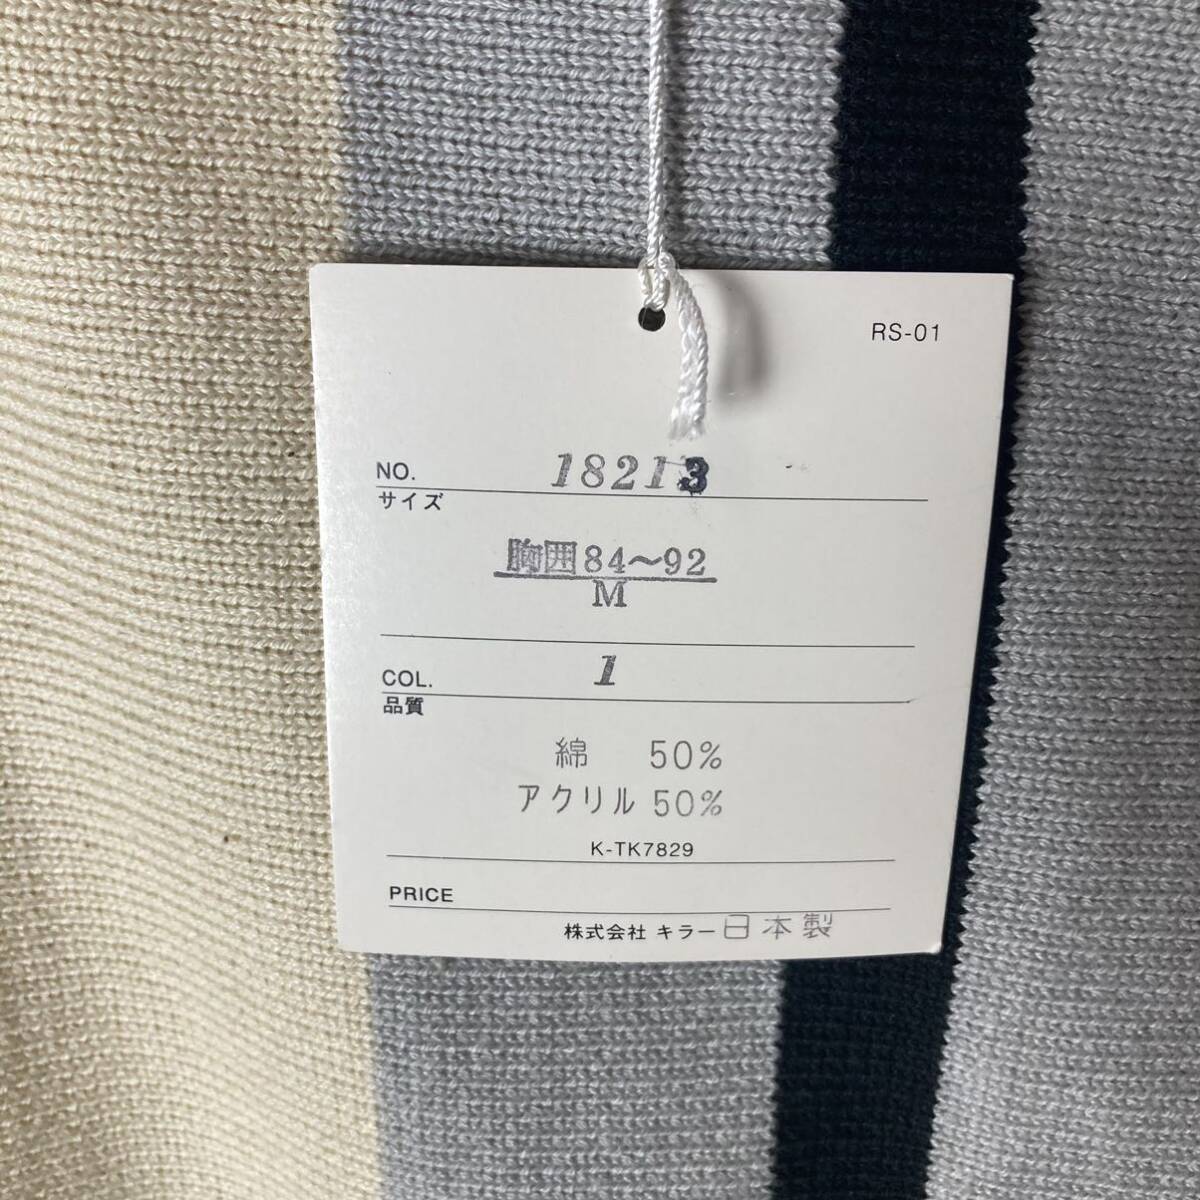 RS-01
NO. 18213
サイズ
胸囲84〜92
M
COL. 1
品質
綿 50%
アクリル 50%
K-TK7829
PRICE
株式会社 キラー 日本製